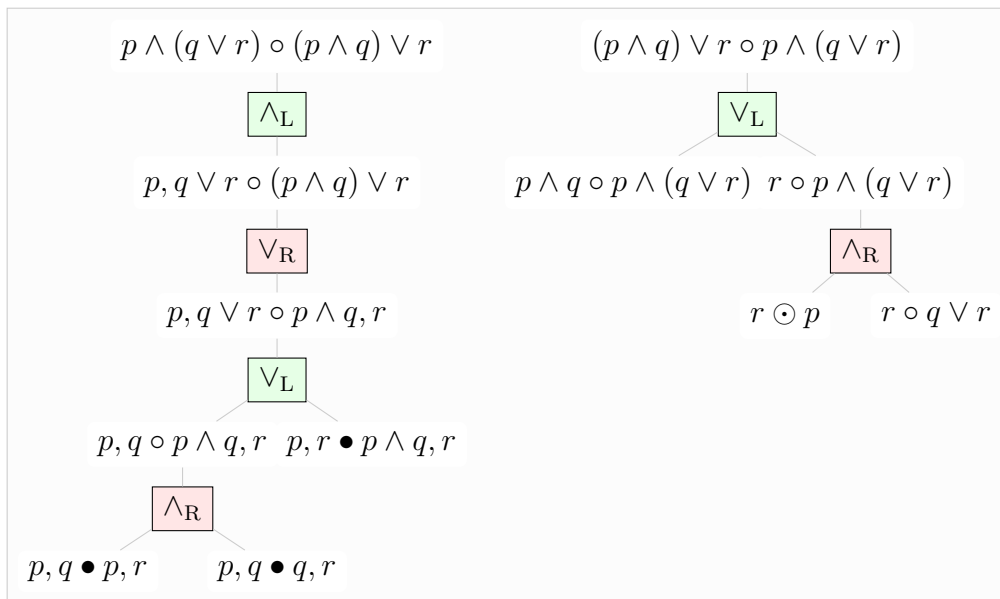 p ∧ (q ∨ r) ∘ (p ∧ q) ∨ r
∧L
p, q ∨ r ∘ (p ∧ q) ∨ r
∨R
p, q ∨ r ∘ p ∧ q, r
∨L
p, q ∘ p ∧ q, r
p, r • p ∧ q, r
∧R
p, q • p, r
p, q • q, r
(p ∧ q) ∨ r ∘ p ∧ (q ∨ r)
∨L
p ∧ q ∘ p ∧ (q ∨ r)
r ∘ p ∧ (q ∨ r)
∧R
r ⊙ p
r ∘ q ∨ r